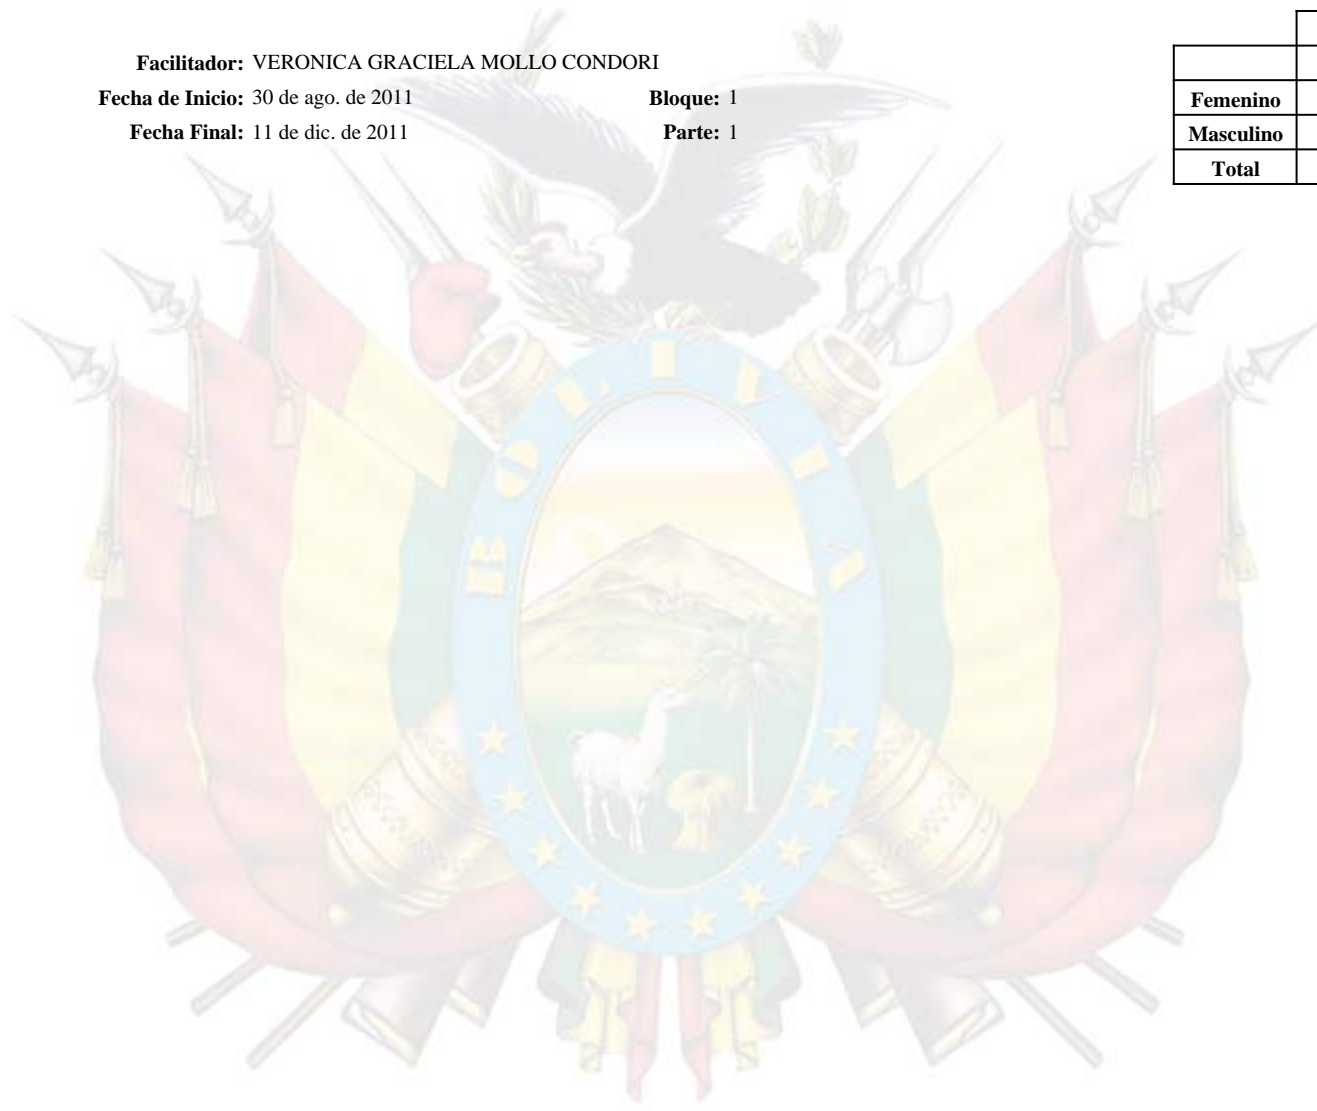 Facilitador: VERONICA GRACIELA MOLLO CONDORI
Fecha de Inicio: 30 de ago. de 2011 Bloque: 1
Fecha Final: 11 de dic. de 2011 Parte: 1
Femenino
Masculino
Total
BOLIVIA